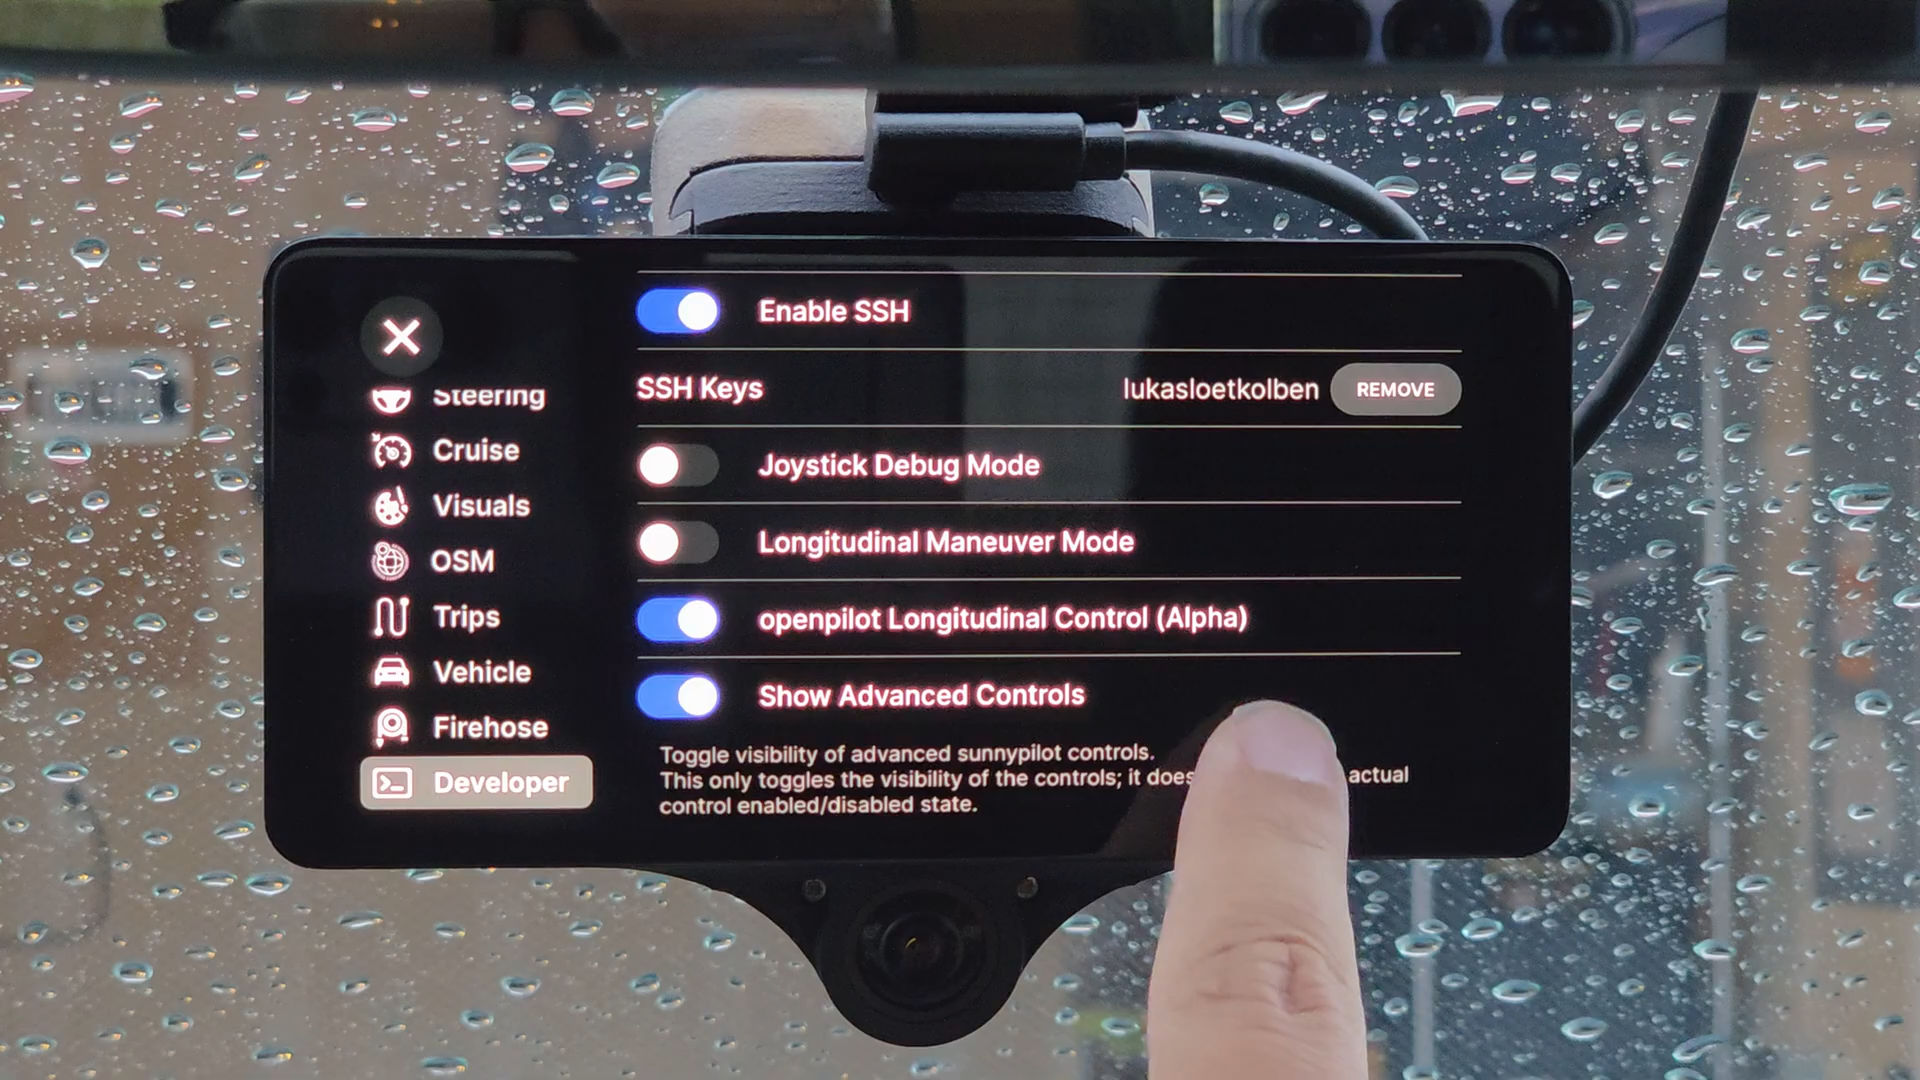 Steering
Cruise
Visuals
OSM
Trips
Vehicle
Firehose
Developer
Enable SSH
SSH Keys lukasloetkolben REMOVE
Joystick Debug Mode
Longitudinal Maneuver Mode
openpilot Longitudinal Control (Alpha)
Show Advanced Controls
Toggle visibility of advanced sunnypilot controls.
This only toggles the visibility of the controls; it does actual
control enabled/disabled state.